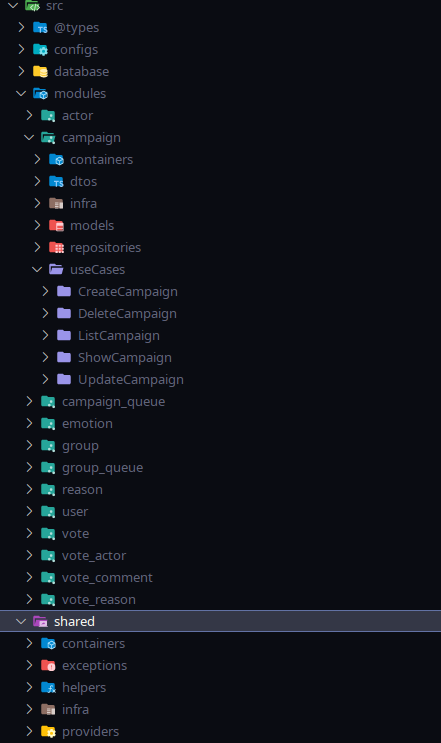 src
@types
configs
database
modules
actor
campaign
containers
dtos
infra
models
repositories
useCases
CreateCampaign
DeleteCampaign
ListCampaign
ShowCampaign
UpdateCampaign
campaign_queue
emotion
group
group_queue
reason
user
vote
vote_actor
vote_comment
vote_reason
shared
containers
exceptions
helpers
infra
providers